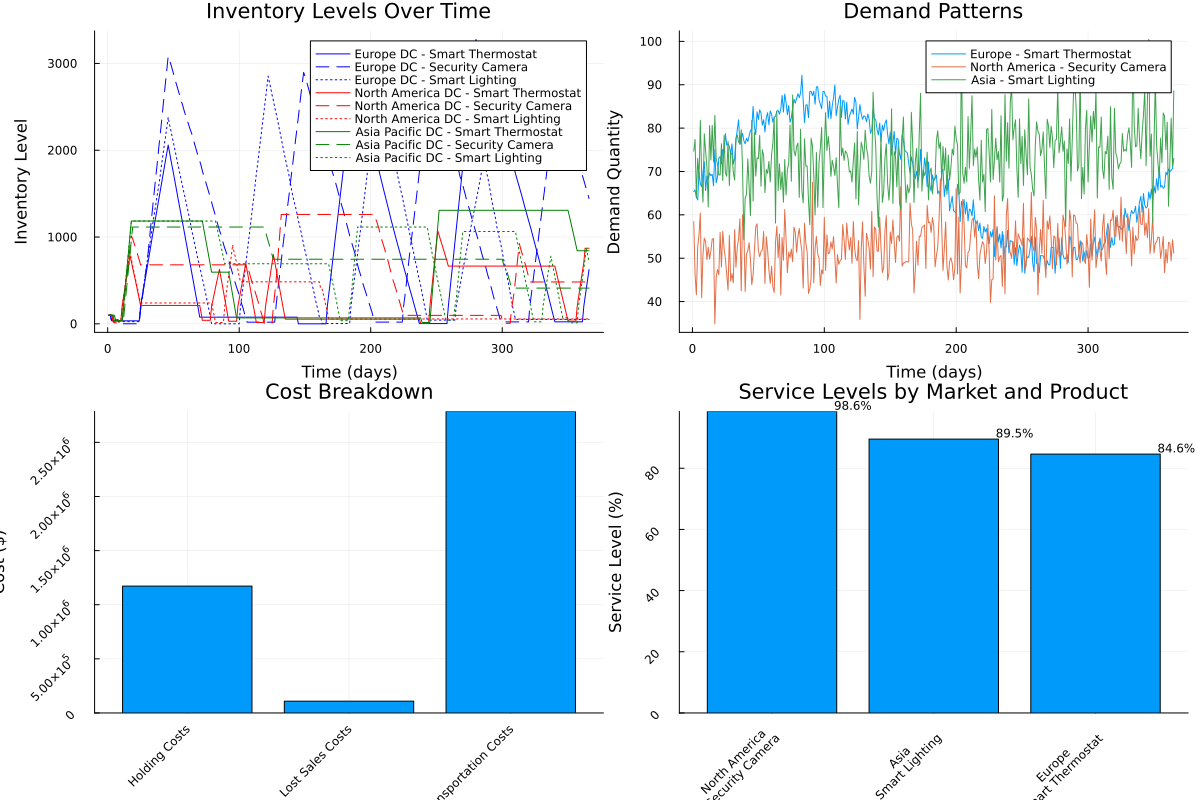 Inventory Levels Over Time
Inventory Level
3000
2000
1000
0
Europe DC - Smart Thermostat
Europe DC - Security Camera
Europe DC - Smart Lighting
North America DC - Smart Thermostat
North America DC - Security Camera
North America DC - Smart Lighting
Asia Pacific DC - Smart Thermostat
Asia Pacific DC - Security Camera
Asia Pacific DC - Smart Lighting
0 100 200 300
Time (days)
Demand Patterns
Demand Quantity
100
90
80
70
60
50
40
Europe - Smart Thermostat
North America - Security Camera
Asia - Smart Lighting
0 100 200 300
Time (days)
Cost Breakdown
Cost ($)
2.50×10⁶
2.00×10⁶
1.50×10⁶
1.00×10⁶
5.00×10⁵
0
Holding Costs
Lost Sales Costs
nsportation Costs
Service Levels by Market and Product
Service Level (%)
80
60
40
20
0
98.6%
89.5%
84.6%
North America
ecurity Camera
Asia
Smart Lighting
Europe
art Thermostat